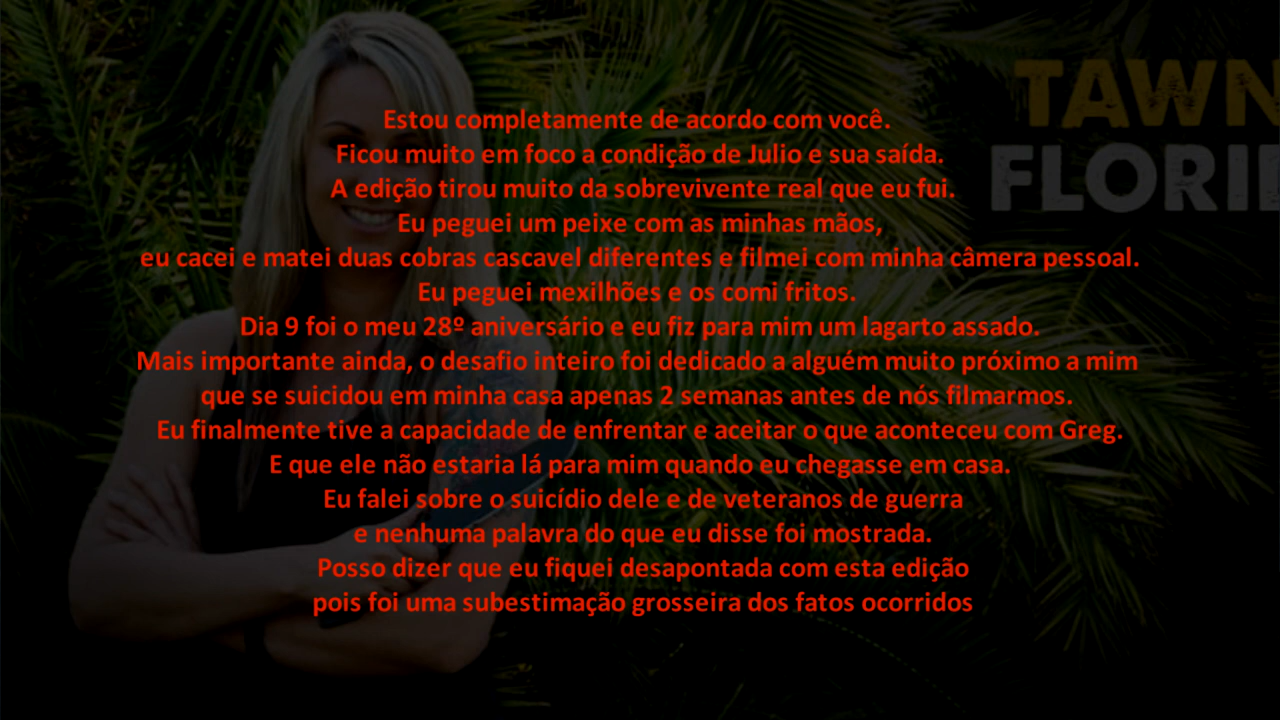 TAWN
FLORI
Estou completamente de acordo com você.
Ficou muito em foco a condição de Julio e sua saída.
A edição tirou muito da sobrevivente real que eu fui.
Eu peguei um peixe com as minhas mãos,
eu cacei e matei duas cobras cascavel diferentes e filmei com minha câmera pessoal.
Eu peguei mexilhões e os comi fritos.
Dia 9 foi o meu 28º aniversário e eu fiz para mim um lagarto assado.
Mais importante ainda, o desafio inteiro foi dedicado a alguém muito próximo a mim
que se suicidou em minha casa apenas 2 semanas antes de nós filmarmos.
Eu finalmente tive a capacidade de enfrentar e aceitar o que aconteceu com Greg.
E que ele não estaria lá para mim quando eu chegasse em casa.
Eu falei sobre o suicídio dele e de veteranos de guerra
e nenhuma palavra do que eu disse foi mostrada.
Posso dizer que eu fiquei desapontada com esta edição
pois foi uma subestimação grosseira dos fatos ocorridos